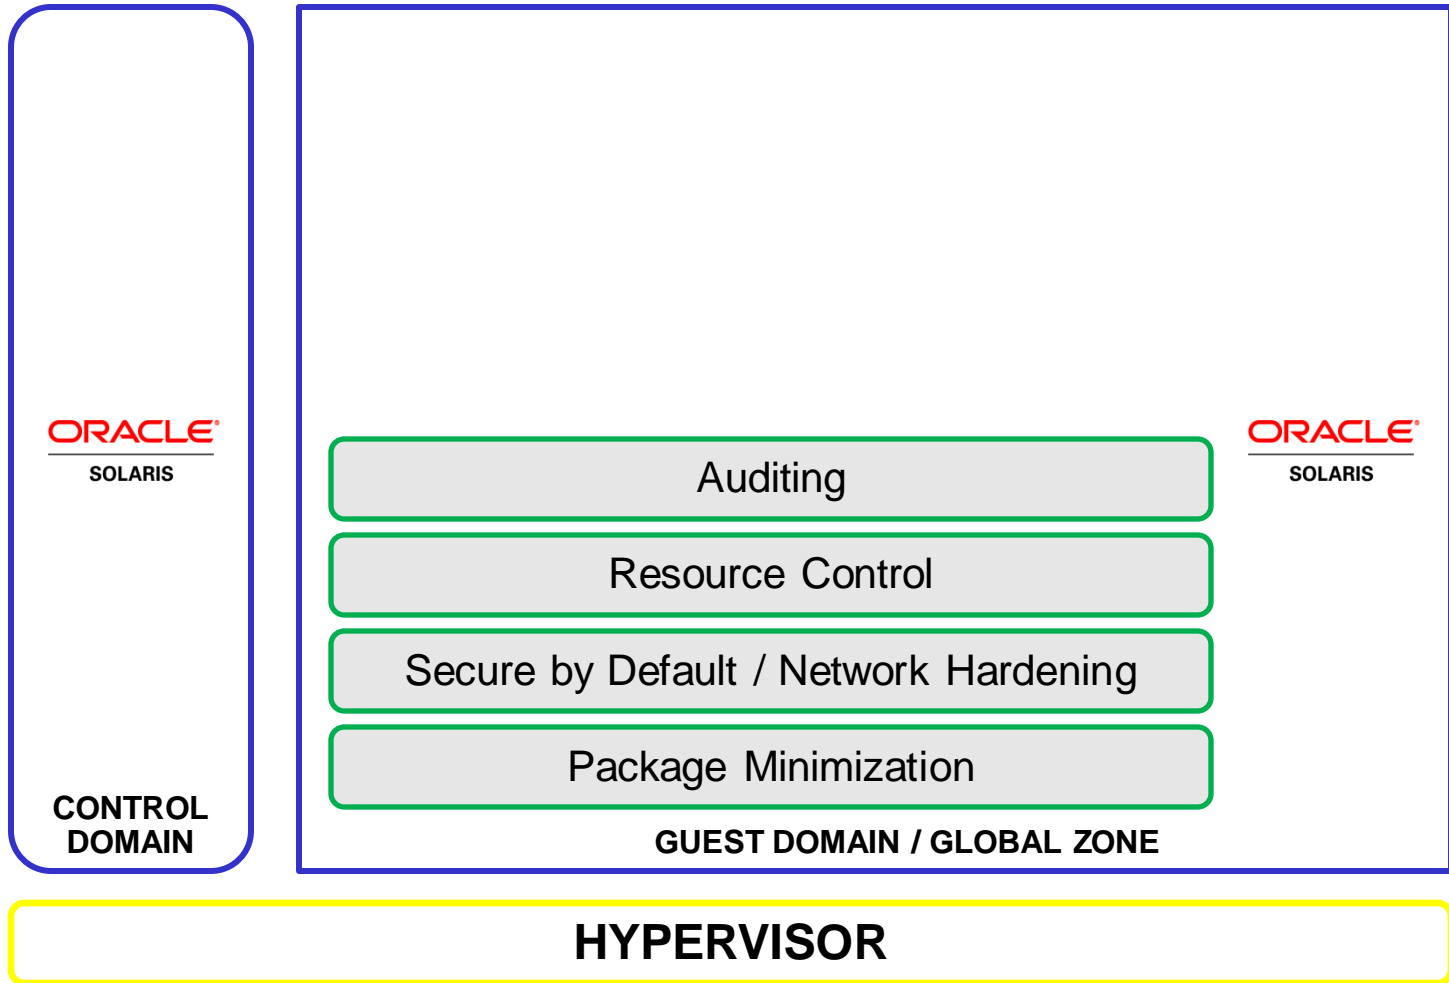 ORACLE®
SOLARIS
CONTROL
DOMAIN
ORACLE®
SOLARIS
Auditing
Resource Control
Secure by Default / Network Hardening
Package Minimization
GUEST DOMAIN / GLOBAL ZONE
HYPERVISOR